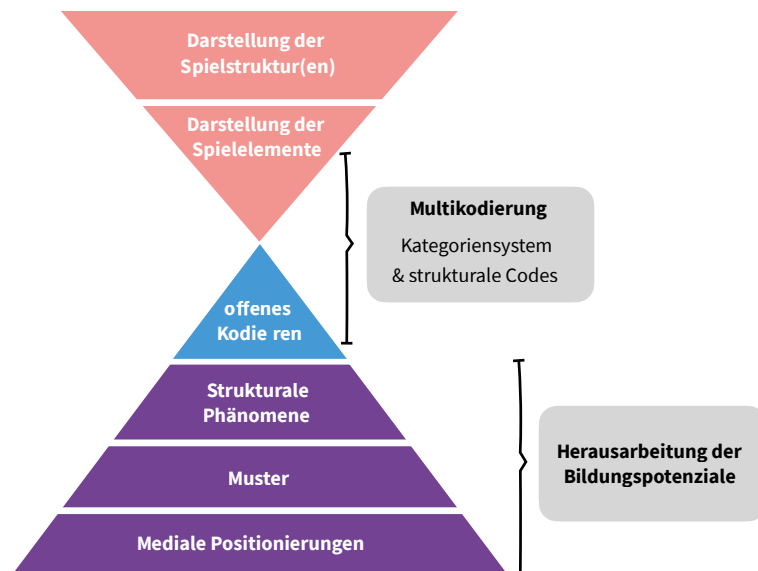 Darstellung der
Spielstruktur(en)
Darstellung der
Spielelemente
Multikodierung
Kategoriensystem
& strukturale Codes
offenes
Kodie ren
Strukturale
Phänomene
Muster
Mediale Positionierungen
Herausarbeitung der
Bildungspotenziale